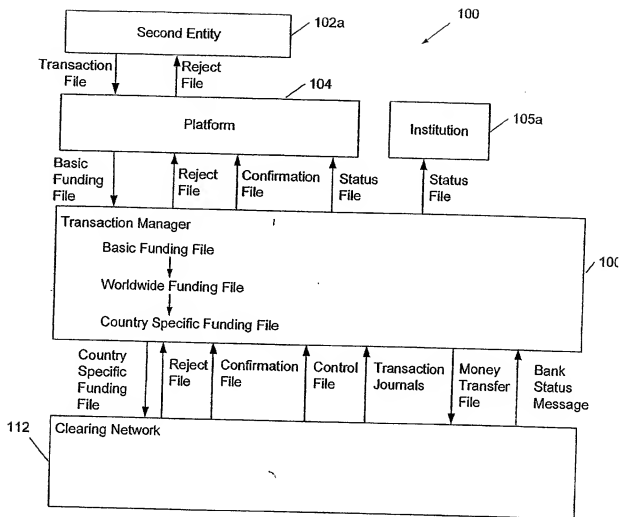 102a
100
Second Entity
Transaction
File
Reject
File
104
Platform
105a
Institution
Basic
Funding
File
Reject
File
Confirmation
File
Status
File
Status
File
Transaction Manager
Basic Funding File
Worldwide Funding File
Country Specific Funding File
100
Country
Specific
Funding
File
Reject
File
Confirmation
File
Control
File
Transaction
Journals
Money
Transfer
File
Bank
Status
Message
112
Clearing Network